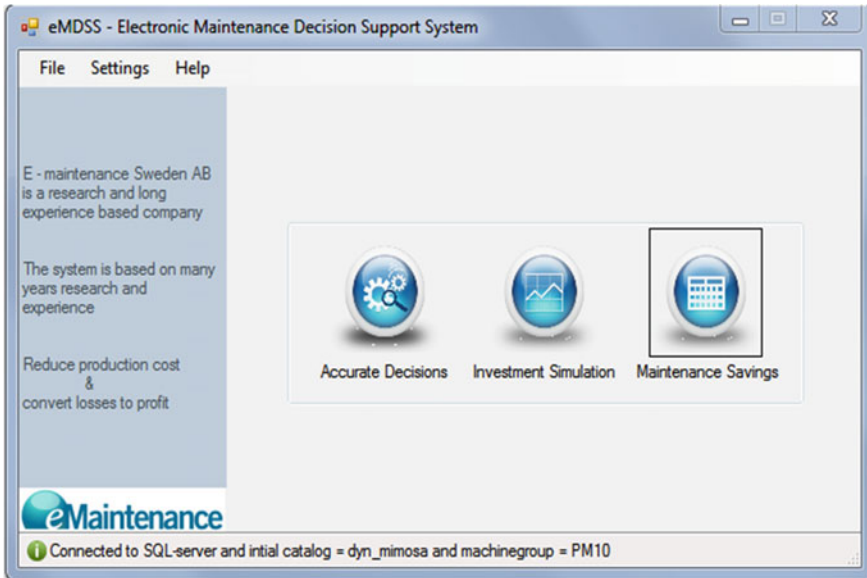 eMDSS - Electronic Maintenance Decision Support System
File Settings Help
E - maintenance Sweden AB
is a research and long
experience based company
The system is based on many
years research and
experience
Reduce production cost
&
convert losses to profit
Accurate Decisions Investment Simulation Maintenance Savings
eMaintenance
Connected to SQL-server and intial catalog = dyn_mimosa and machinegroup = PM10